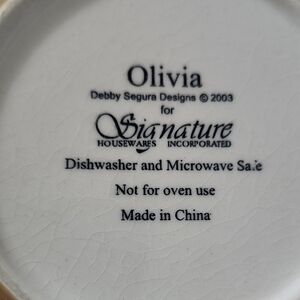 Olivia
Debby Segura Designs © 2003
for
Signature
HOUSEWARES INCORPORATED
Dishwasher and Microwave Safe
Not for oven use
Made in China